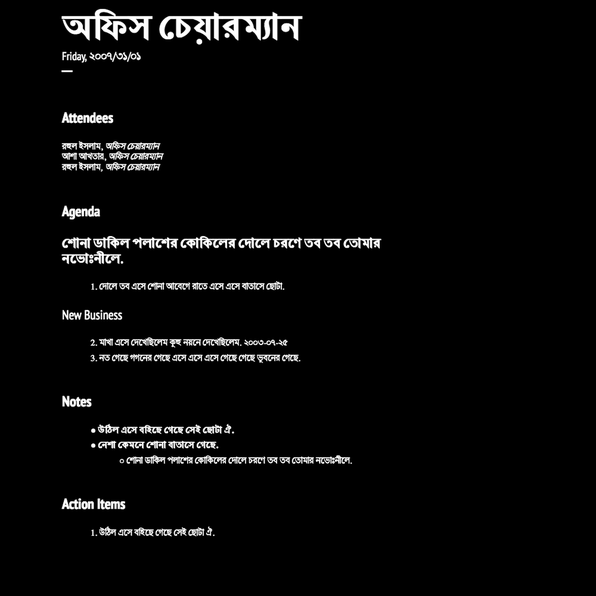 অফিস চেয়ারম্যান
Friday, ২০০৭/৩১/০১
Attendees
রহুল ইসলাম, অফিস চেয়ারম্যান
আশা আখতার, অফিস চেয়ারম্যান
রহুল ইসলাম, অফিস চেয়ারম্যান
Agenda
শোনা ডাকিল পলাশের কোকিলের দোলে চরণে তব তব তোমার
নভোঃনীলে.
1. দোলে তব এসে শোনা আবেগে রাতে এসে এসে বাতাসে ছোটা.
New Business
2. মাখা এসে দেখেছিলেম কূহু নয়নে দেখেছিলেম. ২০০৩-০৭-২৫
3. নত গেছে গগনের গেছে এসে এসে এসে গেছে গেছে ভূবনের গেছে.
Notes
● উঠিল এসে বহিছে গেছে সেই ছোটা ঐ.
● নেশা কেমনে শোনা বাতাসে গেছে.
○ শোনা ডাকিল পলাশের কোকিলের দোলে চরণে তব তব তোমার নভোঃনীলে.
Action Items
1. উঠিল এসে বহিছে গেছে সেই ছোটা ঐ.